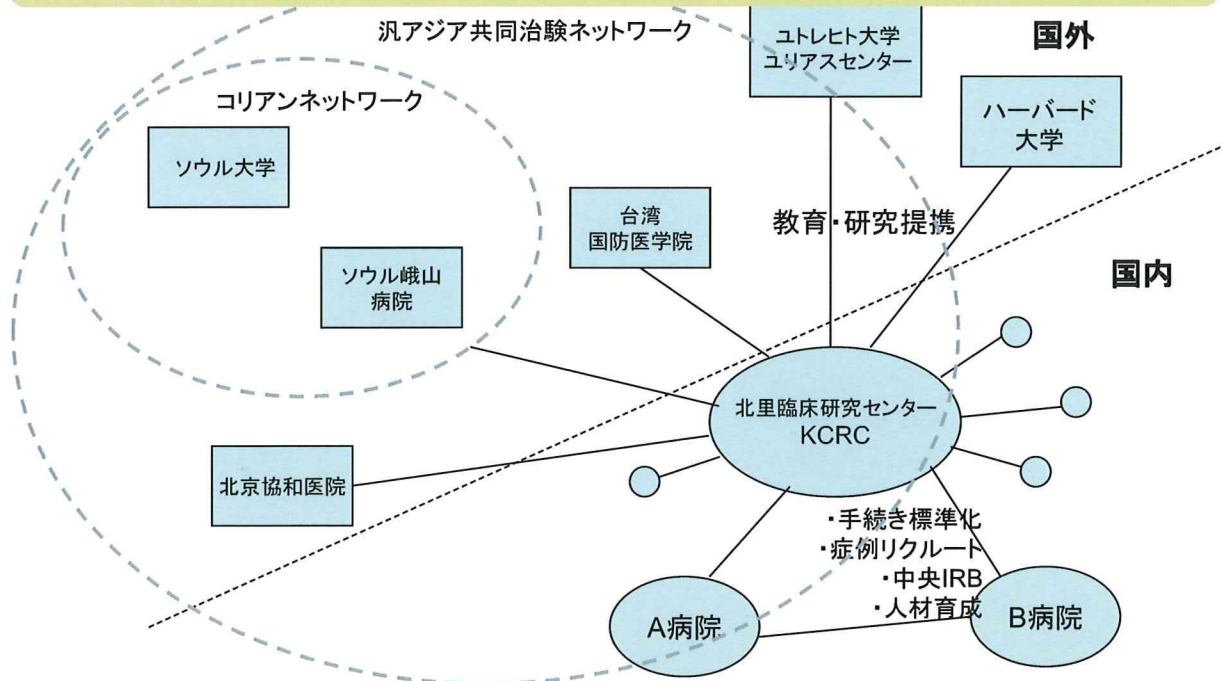 汎アジア共同治験ネットワーク
ユトレヒト大学
ユリアスセンター
国外
コリアンネットワーク
ハーバード
大学
ソウル大学
台湾
国防医学院
教育・研究提携
ソウル峨山
病院
国内
北里臨床研究センター
KCRC
北京協和医院
・手続き標準化
・症例リクルート
・中央IRB
・人材育成
A病院
B病院